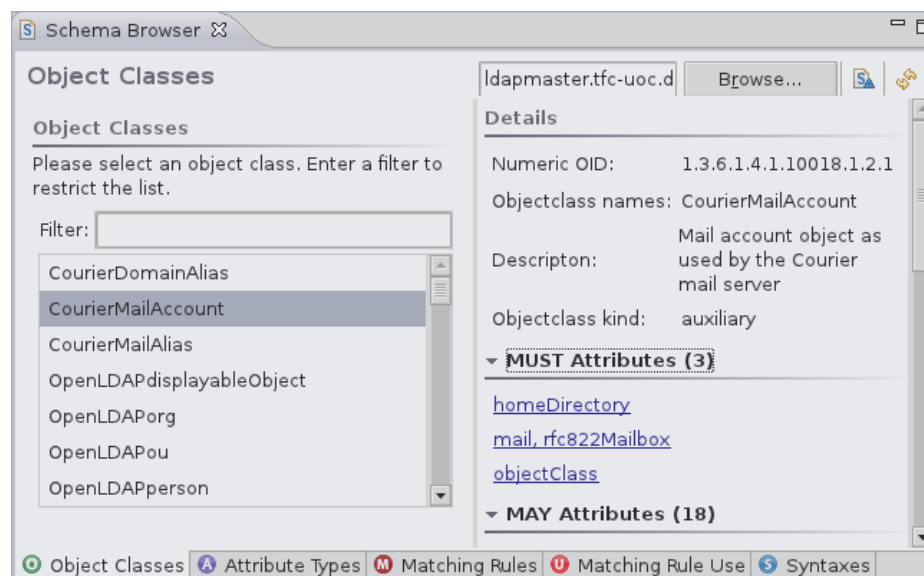 Schema Browser
Object Classes
ldapmaster.tfc-uoc.d
Browse...
Object Classes
Please select an object class. Enter a filter to
restrict the list.
Filter:
CourierDomainAlias
CourierMailAccount
CourierMailAlias
OpenLDAPdisplayableObject
OpenLDAPorg
OpenLDAPou
OpenLDAPperson
Details
Numeric OID: 1.3.6.1.4.1.10018.1.2.1
Objectclass names: CourierMailAccount
Descripton: Mail account object as
used by the Courier
mail server
Objectclass kind: auxiliary
MUST Attributes (3)
homeDirectory
mail, rfc822Mailbox
objectClass
MAY Attributes (18)
Object Classes Attribute Types Matching Rules Matching Rule Use Syntaxes